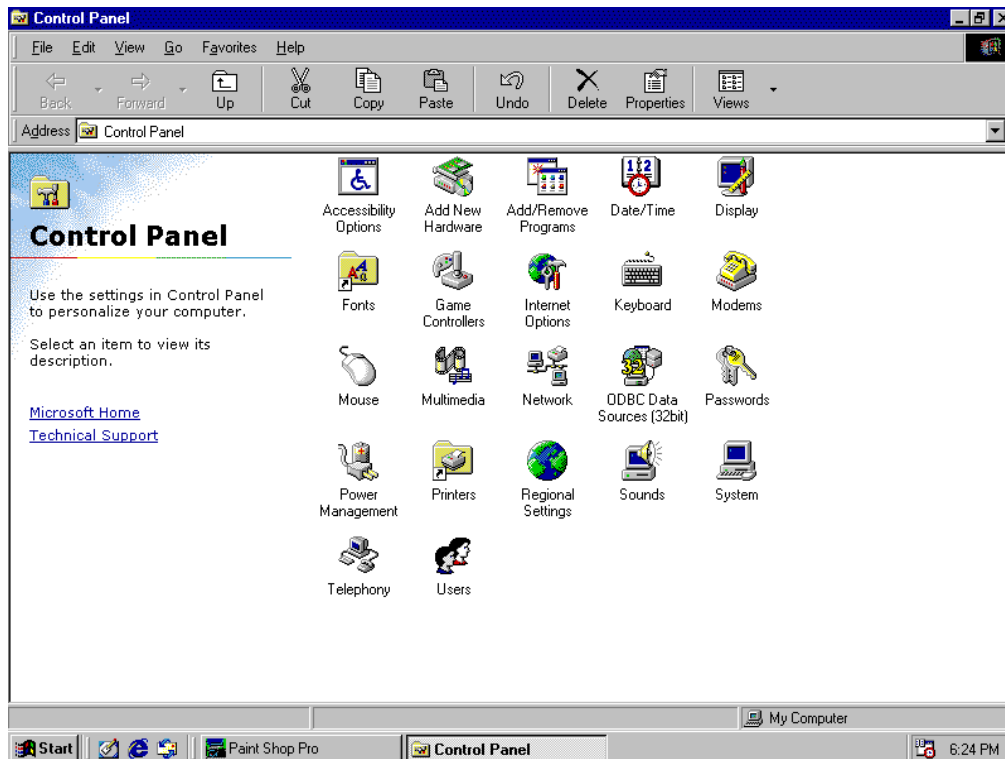 Control Panel
File Edit View Go Favorites Help
Back Forward Up Cut Copy Paste Undo Delete Properties Views
Address Control Panel
Control Panel
Use the settings in Control Panel
to personalize your computer.
Select an item to view its
description.
Microsoft Home
Technical Support
Accessibility
Options
Add New
Hardware
Add/Remove
Programs
Date/Time
Display
Fonts
Game
Controllers
Internet
Options
Keyboard
Modems
Mouse
Multimedia
Network
ODBC Data
Sources (32bit)
Passwords
Power
Management
Printers
Regional
Settings
Sounds
System
Telephony
Users
My Computer
Start Paint Shop Pro Control Panel 6:24 PM